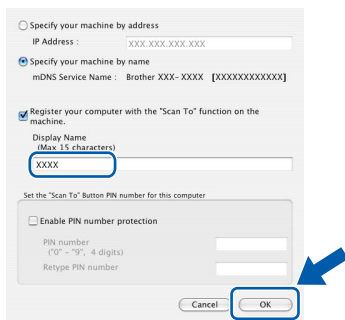 Specify your machine by address
IP Address : XXX.XXX.XXX.XXX
Specify your machine by name
mDNS Service Name : Brother XXX- XXXX [XXXXXXXXXXXX]
Register your computer with the "Scan To" function on the
machine.
Display Name
(Max 15 characters)
XXXX
Set the "Scan To" Button PIN number for this computer
Enable PIN number protection
PIN number
("0" - "9", 4 digits)
Retype PIN number
Cancel OK